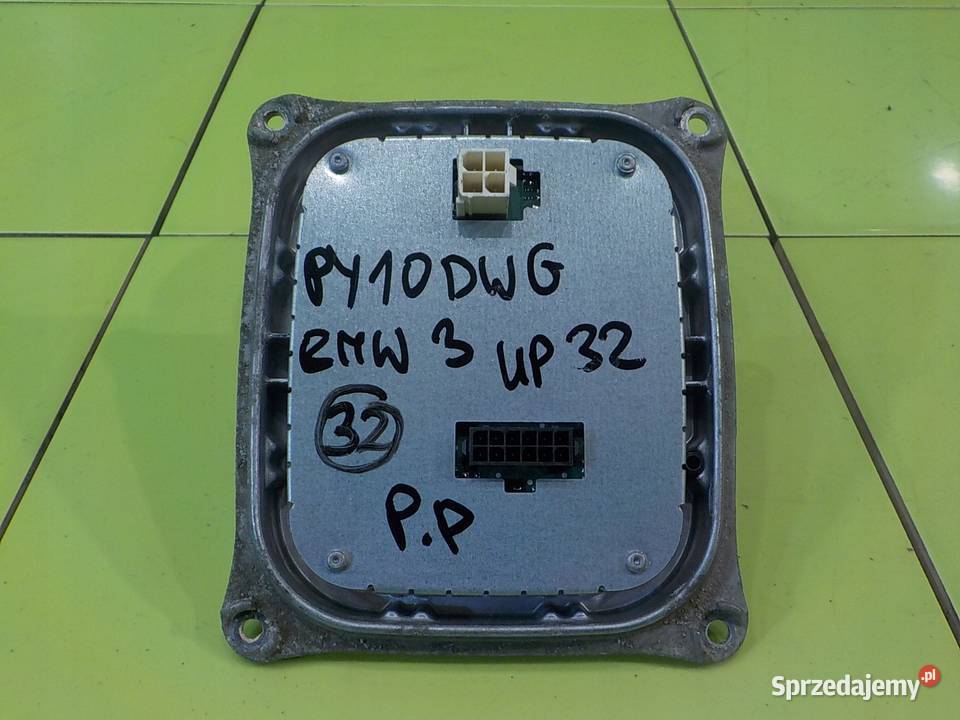 PY10DWG
BMW 3 UP 32
32
P.P
Sprzedajemy.pl